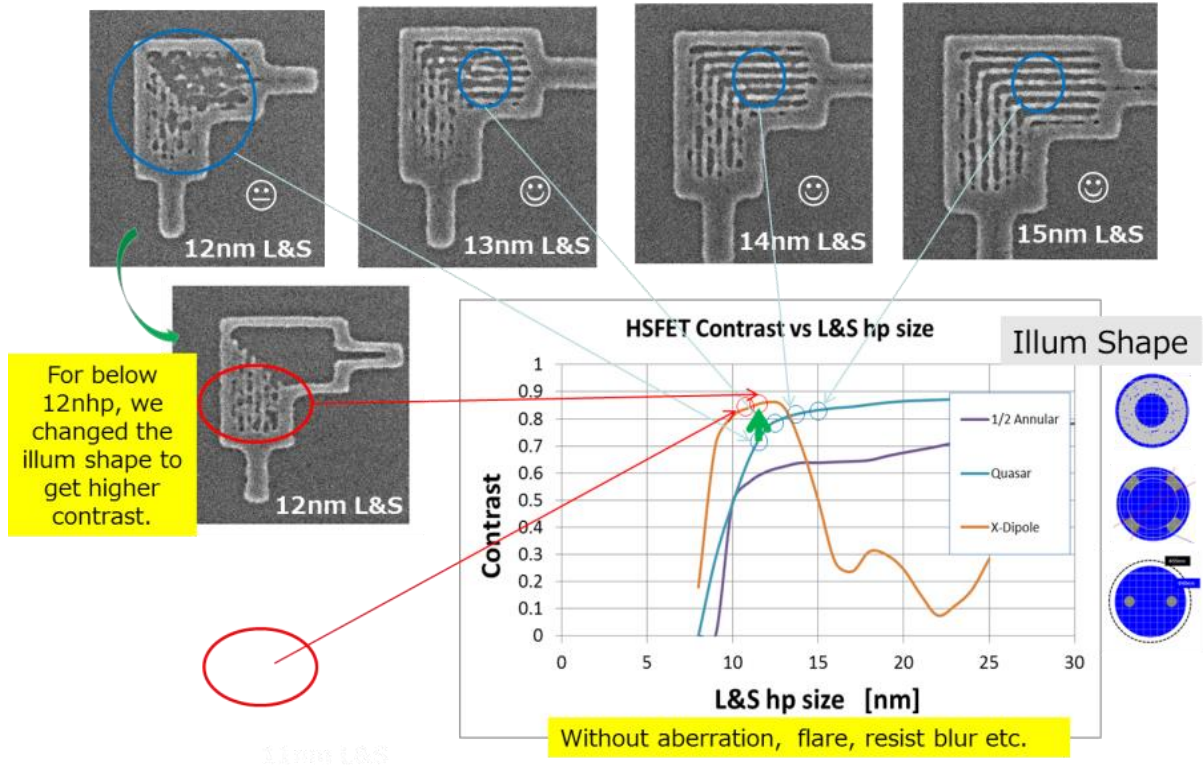 12nm L&S
13nm L&S
14nm L&S
15nm L&S
For below
12nhp, we
changed the
illum shape to
get higher
contrast.
12nm L&S
HSFET Contrast vs L&S hp size
Illum Shape
1
0.9
0.8
0.7
0.6
0.5
0.4
0.3
0.2
0.1
0
Contrast
1/2 Annular
Quasar
X-Dipole
0
5
10
15
20
25
30
L&S hp size [nm]
Without aberration, flare, resist blur etc.
11nm L&S